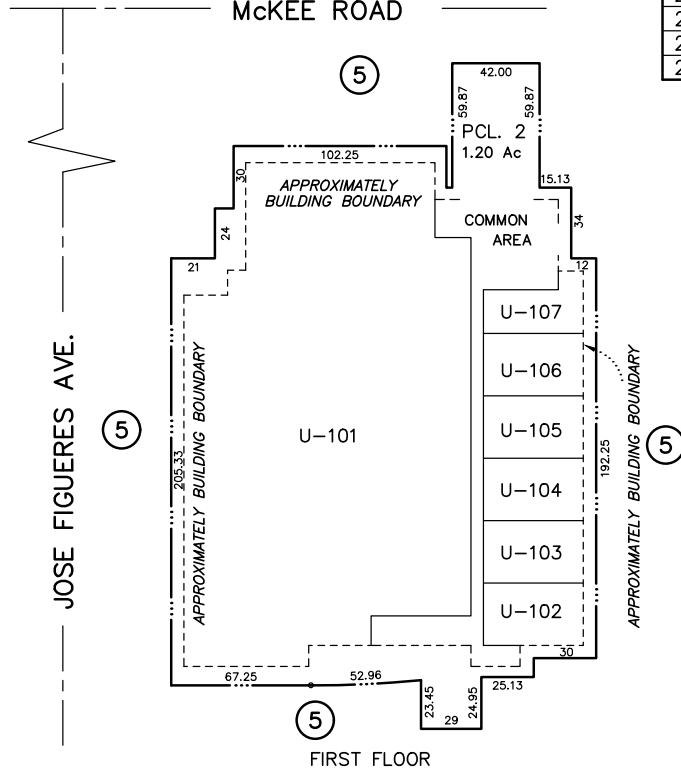 McKEE ROAD
2
2
2
5
42.00
59.87
59.87
PCL. 2
1.20 Ac
102.25
30
APPROXIMATELY
BUILDING BOUNDARY
15.13
COMMON
AREA
34
24
21
12
U-107
U-106
JOSE FIGUERES AVE.
5
205.33
APPROXIMATELY BUILDING BOUNDARY
U-101
U-105
192.25
APPROXIMATELY BUILDING BOUNDARY
5
U-104
U-103
U-102
30
67.25
52.96
23.45
24.95
25.13
29
5
FIRST FLOOR